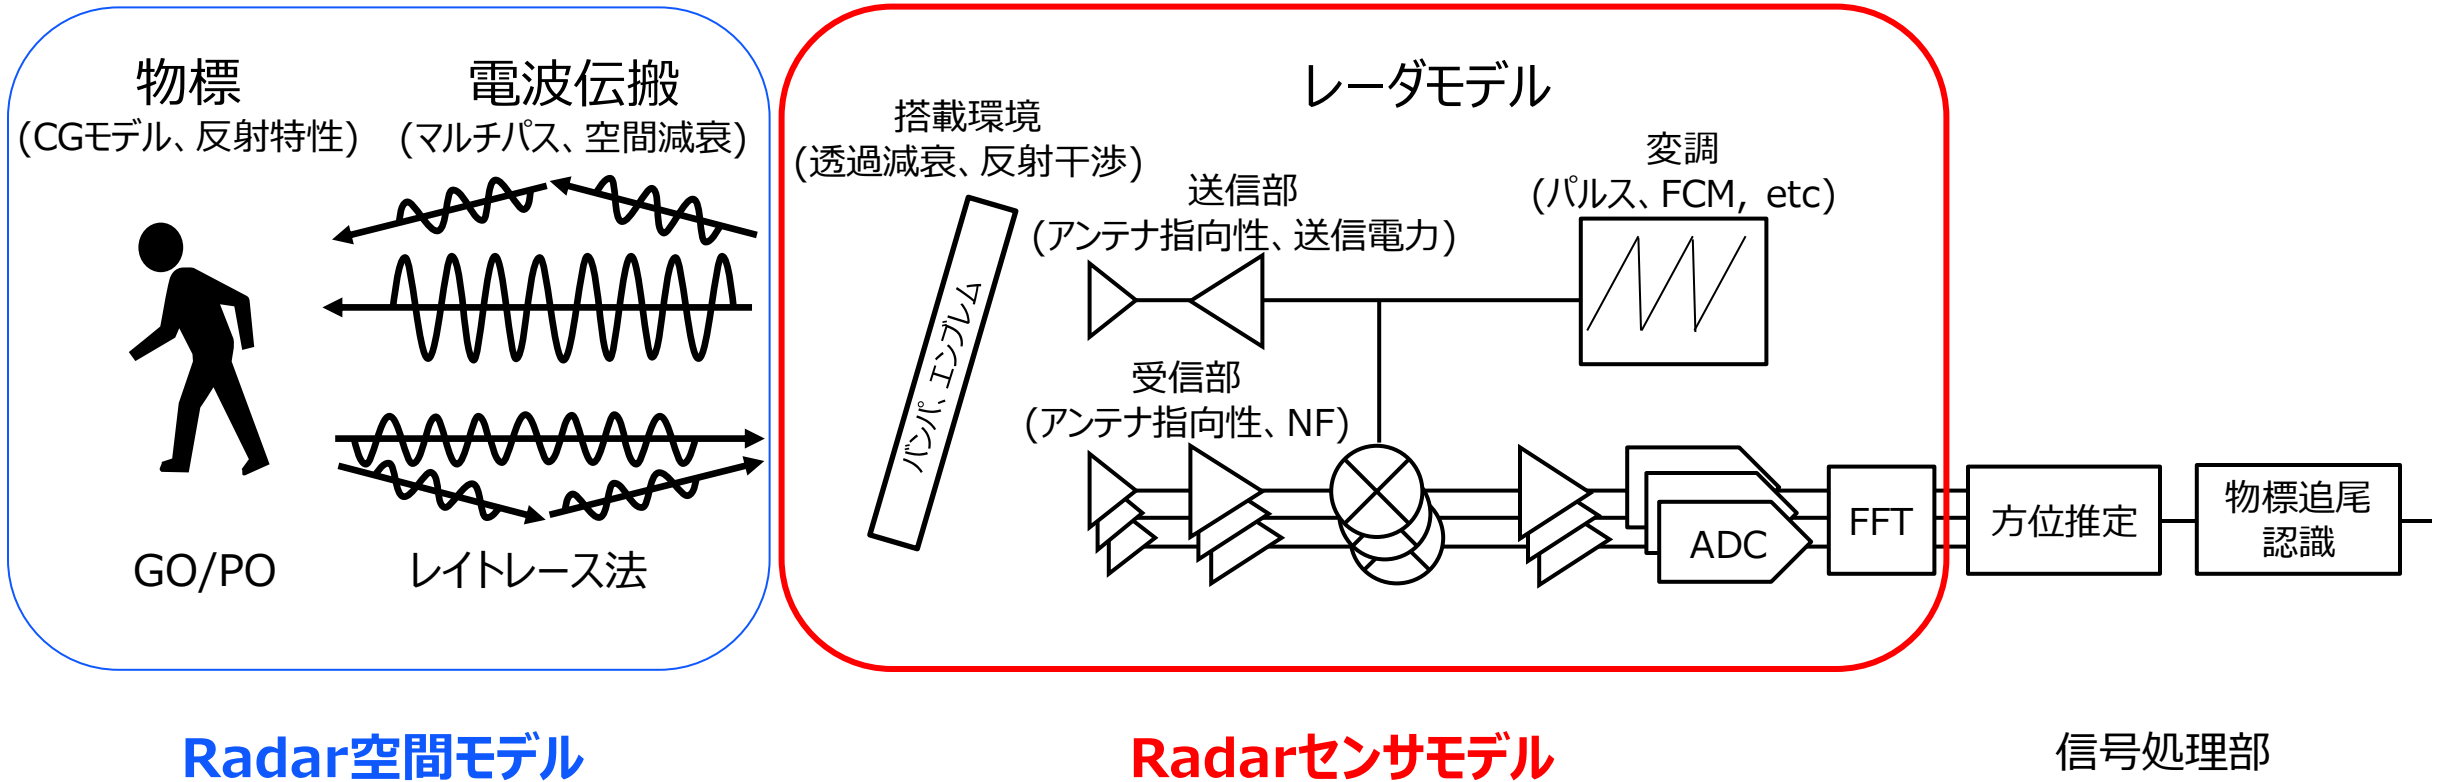 物標
(CGモデル、反射特性)
電波伝搬
(マルチパス、空間減衰)
GO/PO
レイトレース法
レーダモデル
搭載環境
(透過減衰、反射干渉)
バンパ、エンブレム
送信部
(アンテナ指向性、送信電力)
変調
(パルス、FCM, etc)
受信部
(アンテナ指向性、NF)
ADC
FFT
方位推定
物標追尾
認識
Radar空間モデル
Radarセンサモデル
信号処理部